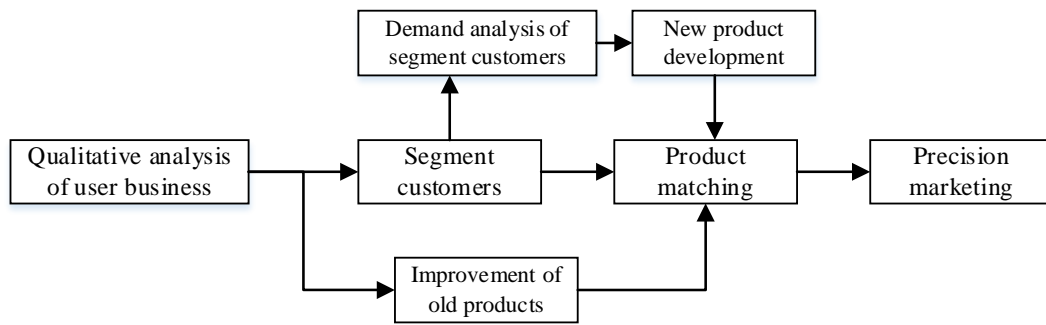 Demand analysis of
segment customers
New product
development
Qualitative analysis
of user business
Segment
customers
Product
matching
Precision
marketing
Improvement of
old products